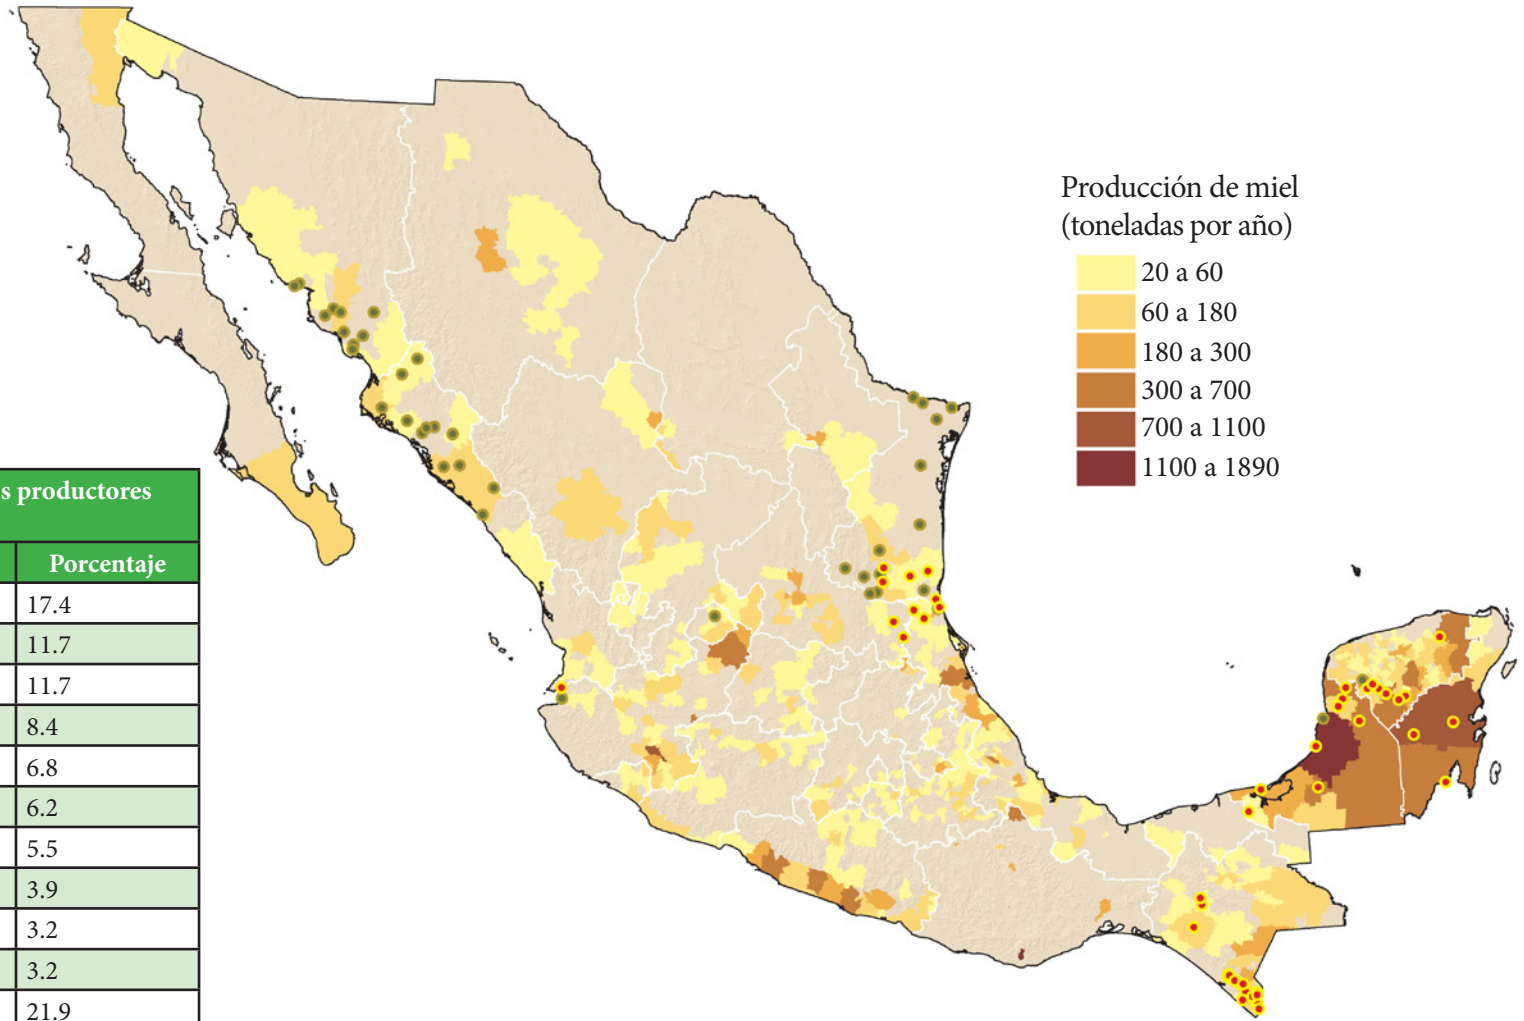 Producción de miel
(toneladas por año)
20 a 60
60 a 180
180 a 300
300 a 700
700 a 1100
1100 a 1890
productores
Porcentaje
17.4
11.7
11.7
8.4
6.8
6.2
5.5
3.9
3.2
3.2
21.9